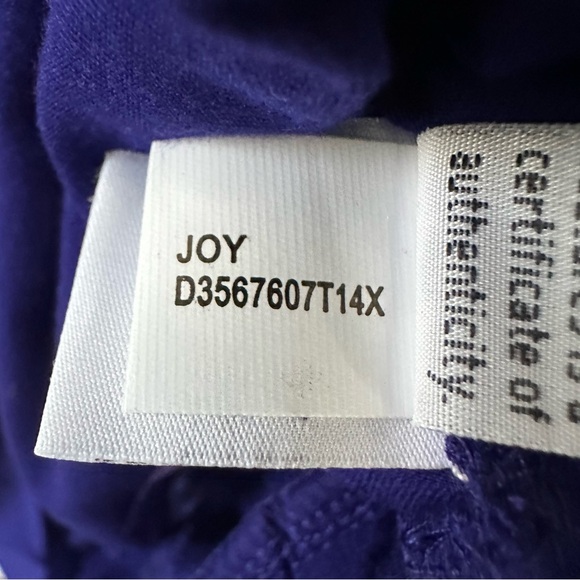 JOY
D3567607T14X
certificate of
authenticity.